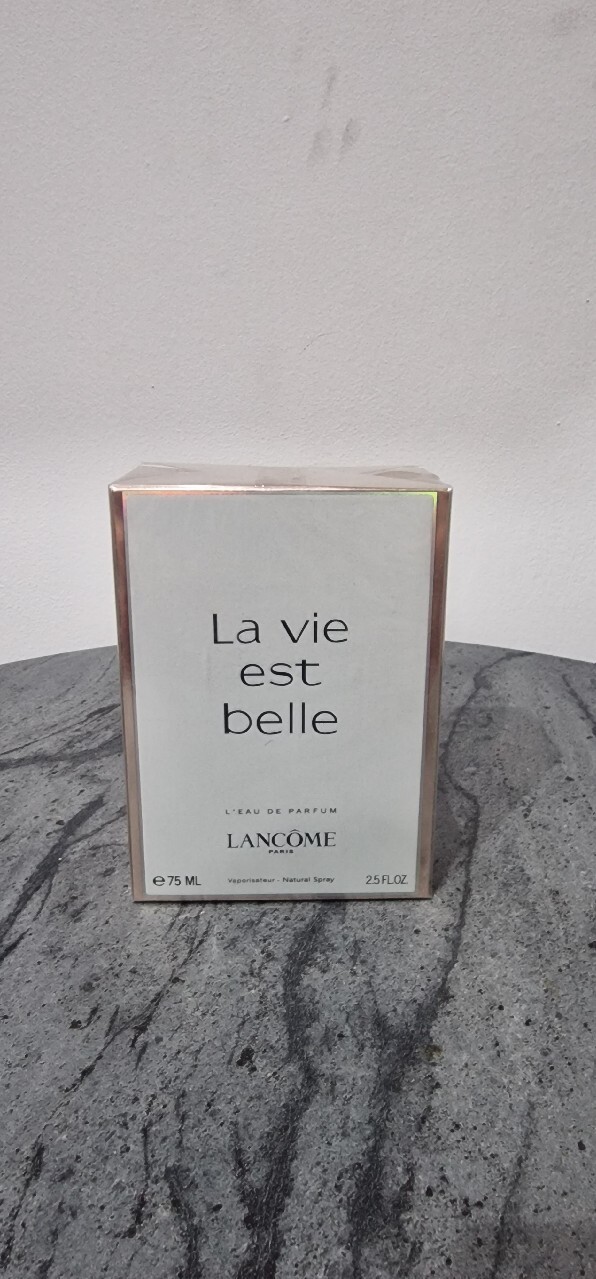 La vie
est
belle
L'EAU DE PARFUM
LANCÔME
PARIS
e 75 ML Vaporisateur - Natural Spray 2.5 FL.OZ.